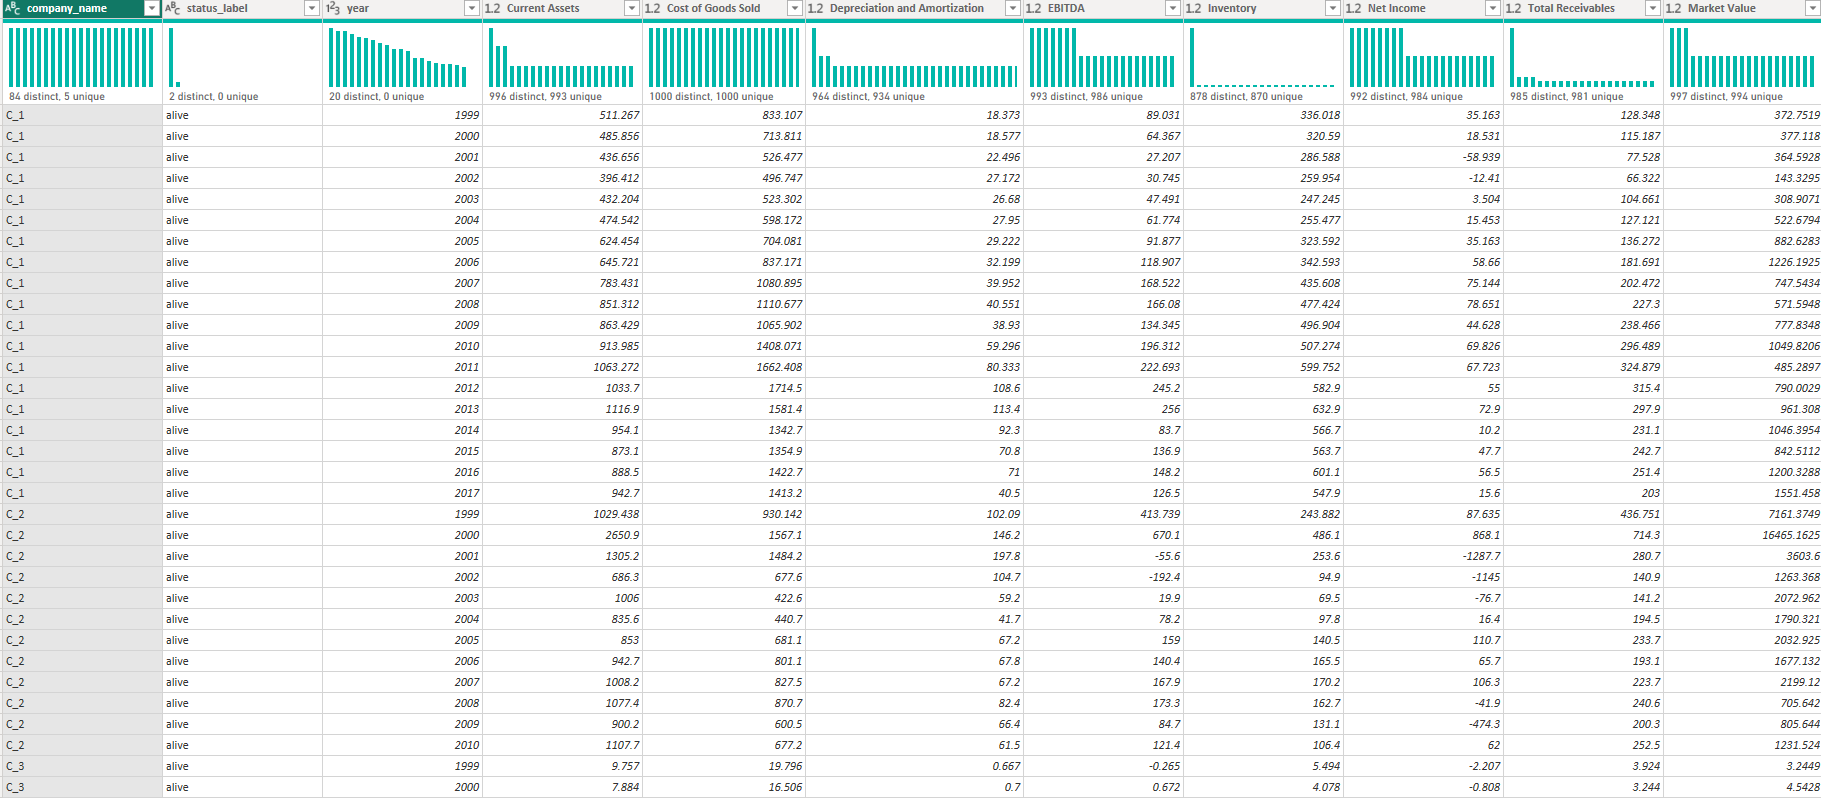 company_name status_label year Current Assets Cost of Goods Sold Depreciation and Amortization EBITDA Inventory Net Income Total Receivables Market Value
84 distinct, 5 unique 2 distinct, 0 unique 20 distinct, 0 unique 996 distinct, 993 unique 1000 distinct, 1000 unique 964 distinct, 934 unique 993 distinct, 986 unique 878 distinct, 870 unique 992 distinct, 984 unique 985 distinct, 981 unique 997 distinct, 994 unique
C_1 alive 1999 511.267 833.107 18.373 89.031 336.018 35.163 128.348 372.7519
C_1 alive 2000 485.856 713.811 18.577 64.367 320.59 18.531 115.187 377.118
C_1 alive 2001 436.656 526.477 22.496 27.207 286.588 -58.939 77.528 364.5928
C_1 alive 2002 396.412 496.747 27.172 30.745 259.954 -12.41 66.322 143.3295
C_1 alive 2003 432.204 523.302 26.68 47.491 247.245 3.504 104.661 308.9071
C_1 alive 2004 474.542 598.172 27.95 61.774 255.477 15.453 127.121 522.6794
C_1 alive 2005 624.454 704.081 29.222 91.877 323.592 35.163 136.272 882.6283
C_1 alive 2006 645.721 837.171 32.199 118.907 342.593 58.66 181.691 1226.1925
C_1 alive 2007 783.431 1080.895 39.952 168.522 435.608 75.144 202.472 747.5434
C_1 alive 2008 851.312 1110.677 40.551 166.08 477.424 78.651 227.3 571.5948
C_1 alive 2009 863.429 1065.902 38.93 134.345 496.904 44.628 238.466 777.8348
C_1 alive 2010 913.985 1408.071 59.296 196.312 507.274 69.826 296.489 1049.8206
C_1 alive 2011 1063.272 1662.408 80.333 222.693 599.752 67.723 324.879 485.2897
C_1 alive 2012 1033.7 1714.5 108.6 245.2 582.9 55 315.4 790.0029
C_1 alive 2013 1116.9 1581.4 113.4 256 632.9 72.9 297.9 961.308
C_1 alive 2014 954.1 1342.7 92.3 83.7 566.7 10.2 231.1 1046.3954
C_1 alive 2015 873.1 1354.9 70.8 136.9 563.7 47.7 242.7 842.5112
C_1 alive 2016 888.5 1422.7 71 148.2 601.1 56.5 251.4 1200.3288
C_1 alive 2017 942.7 1413.2 40.5 126.5 547.9 15.6 203 1551.458
C_2 alive 1999 1029.438 930.142 102.09 413.739 243.882 87.635 436.751 7161.3749
C_2 alive 2000 2650.9 1567.1 146.2 670.1 486.1 868.1 714.3 16465.1625
C_2 alive 2001 1305.2 1484.2 197.8 -55.6 253.6 -1287.7 280.7 3603.6
C_2 alive 2002 686.3 677.6 104.7 -192.4 94.9 -1145 140.9 1263.368
C_2 alive 2003 1006 422.6 59.2 19.9 69.5 -76.7 141.2 2072.962
C_2 alive 2004 835.6 440.7 41.7 78.2 97.8 16.4 194.5 1790.321
C_2 alive 2005 853 681.1 67.2 159 140.5 110.7 233.7 2032.925
C_2 alive 2006 942.7 801.1 67.8 140.4 165.5 65.7 193.1 1677.132
C_2 alive 2007 1008.2 827.5 67.2 167.9 170.2 106.3 223.7 2199.12
C_2 alive 2008 1077.4 870.7 82.4 173.3 162.7 -41.9 240.6 705.642
C_2 alive 2009 900.2 600.5 66.4 84.7 131.1 -474.3 200.3 805.644
C_2 alive 2010 1107.7 677.2 61.5 121.4 106.4 62 252.5 1231.524
C_3 alive 1999 9.757 19.796 0.667 -0.265 5.494 -2.207 3.924 3.2449
C_3 alive 2000 7.884 16.506 0.7 0.672 4.078 -0.808 3.244 4.5428